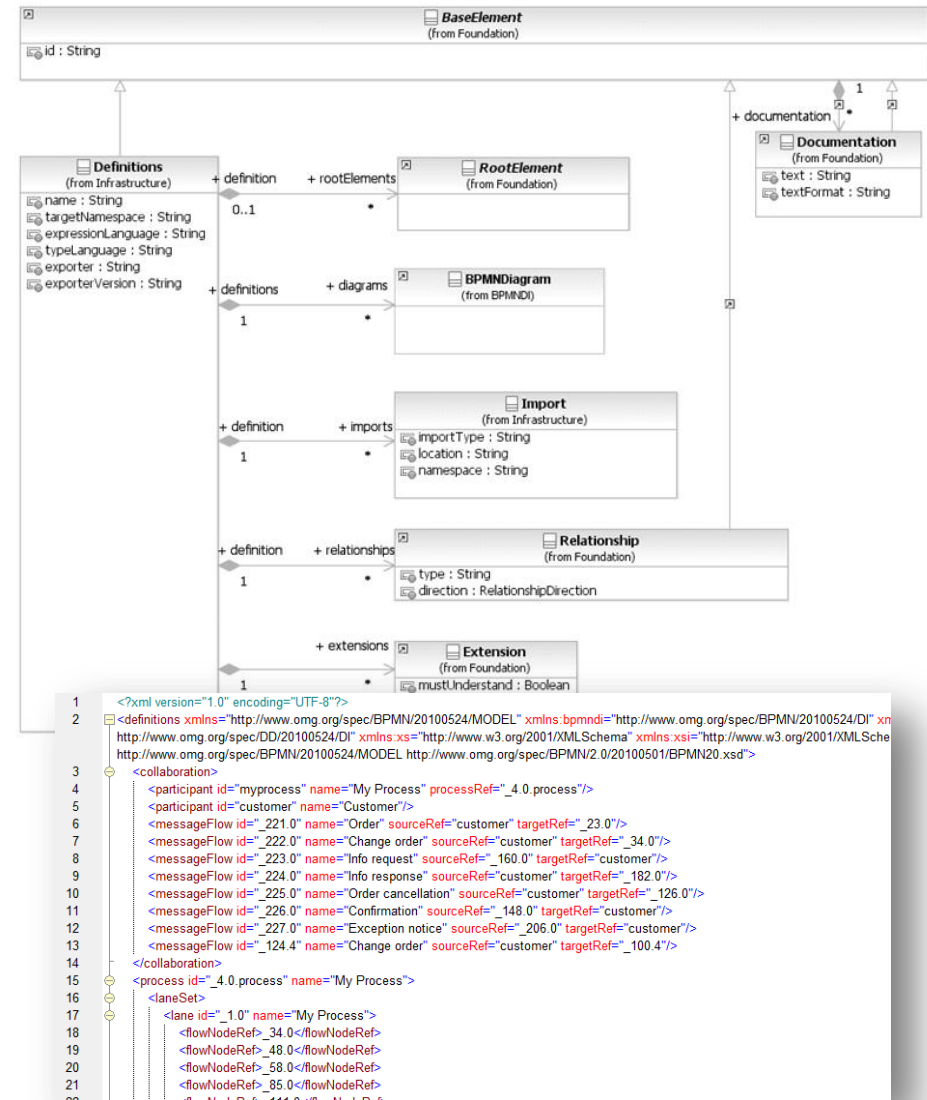 BaseElement
(from Foundation)
id : String
1
+ documentation
*
Documentation
(from Foundation)
text : String
textFormat : String
Definitions
(from Infrastructure)
name : String
targetNamespace : String
expressionLanguage : String
typeLanguage : String
exporter : String
exporterVersion : String
+ definition
+ rootElements
0..1
*
RootElement
(from Foundation)
+ definitions
+ diagrams
1
*
BPMNDiagram
(from BPMNDI)
+ definition
+ imports
1
*
Import
(from Infrastructure)
importType : String
location : String
namespace : String
+ definition
+ relationships
1
*
Relationship
(from Foundation)
type : String
direction : RelationshipDirection
+ extensions
1
*
Extension
(from Foundation)
mustUnderstand : Boolean
1 <?xml version="1.0" encoding="UTF-8"?>
2 <definitions xmlns="http://www.omg.org/spec/BPMN/20100524/MODEL" xmlns:bpmndi="http://www.omg.org/spec/BPMN/20100524/DI" xm
http://www.omg.org/spec/DD/20100524/DI" xmlns:xs="http://www.w3.org/2001/XMLSchema" xmlns:xsi="http://www.w3.org/2001/XMLSche
http://www.omg.org/spec/BPMN/20100524/MODEL http://www.omg.org/spec/BPMN/2.0/20100501/BPMN20.xsd">
3 <collaboration>
4 <participant id="myprocess" name="My Process" processRef="_4.0.process"/>
5 <participant id="customer" name="Customer"/>
6 <messageFlow id="_221.0" name="Order" sourceRef="customer" targetRef="_23.0"/>
7 <messageFlow id="_222.0" name="Change order" sourceRef="customer" targetRef="_34.0"/>
8 <messageFlow id="_223.0" name="Info request" sourceRef="_160.0" targetRef="customer"/>
9 <messageFlow id="_224.0" name="Info response" sourceRef="customer" targetRef="_182.0"/>
10 <messageFlow id="_225.0" name="Order cancellation" sourceRef="customer" targetRef="_126.0"/>
11 <messageFlow id="_226.0" name="Confirmation" sourceRef="_148.0" targetRef="customer"/>
12 <messageFlow id="_227.0" name="Exception notice" sourceRef="_206.0" targetRef="customer"/>
13 <messageFlow id="_124.4" name="Change order" sourceRef="customer" targetRef="_100.4"/>
14 </collaboration>
15 <process id="_4.0.process" name="My Process">
16 <laneSet>
17 <lane id="_1.0" name="My Process">
18 <flowNodeRef>_34.0</flowNodeRef>
19 <flowNodeRef>_48.0</flowNodeRef>
20 <flowNodeRef>_58.0</flowNodeRef>
21 <flowNodeRef>_85.0</flowNodeRef>